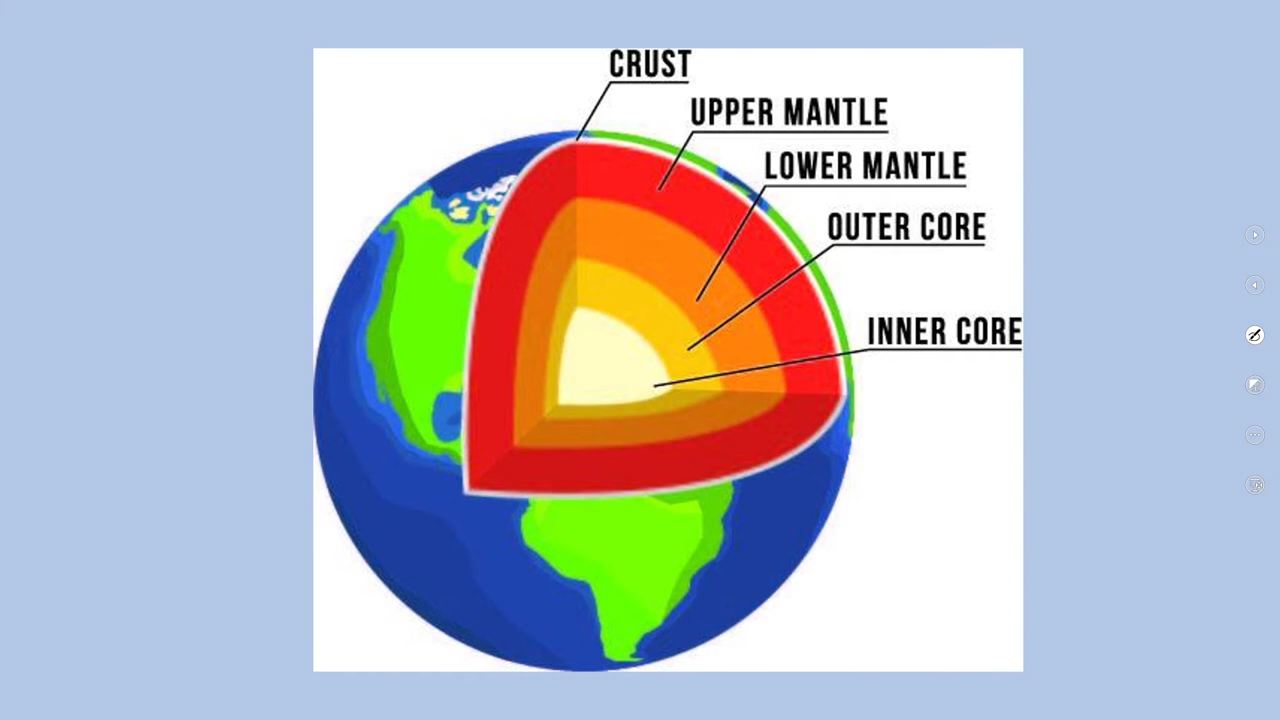 CRUST
UPPER MANTLE
LOWER MANTLE
OUTER CORE
INNER CORE